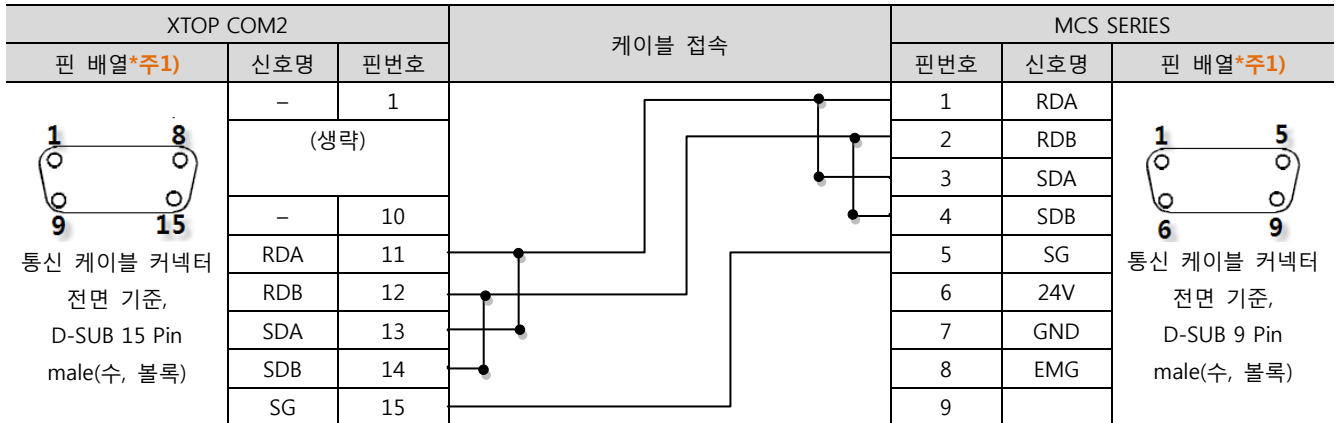 XTOP COM2 케이블 접속 MCS SERIES
핀 배열*주1) 신호명 핀번호 핀번호 신호명 핀 배열*주1)
– 1 1 RDA
1 8 (생략) 2 RDB 1 5
3 SDA
9 15 – 10 4 SDB 6 9
통신 케이블 커넥터 RDA 11 5 SG 통신 케이블 커넥터
전면 기준, RDB 12 6 24V 전면 기준,
D-SUB 15 Pin SDA 13 7 GND D-SUB 9 Pin
male(수, 볼록) SDB 14 8 EMG male(수, 볼록)
SG 15 9